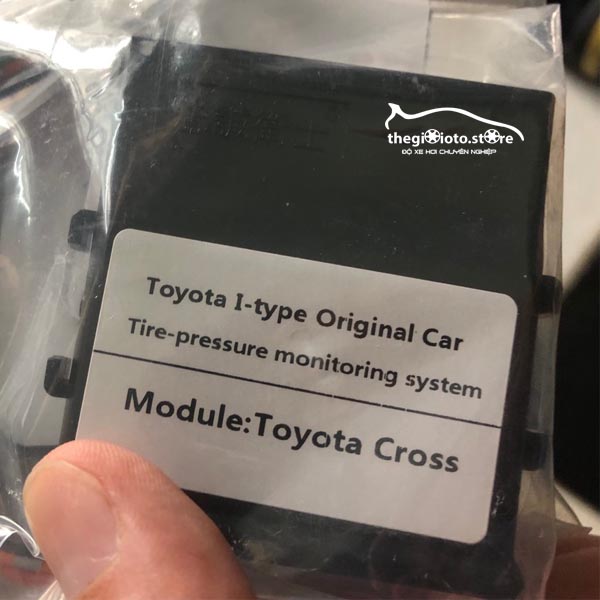 thegioioto.store
ĐỘ XE HƠI CHUYÊN NGHIỆP
Toyota I-type Original Car
Tire-pressure monitoring system
Module:Toyota Cross